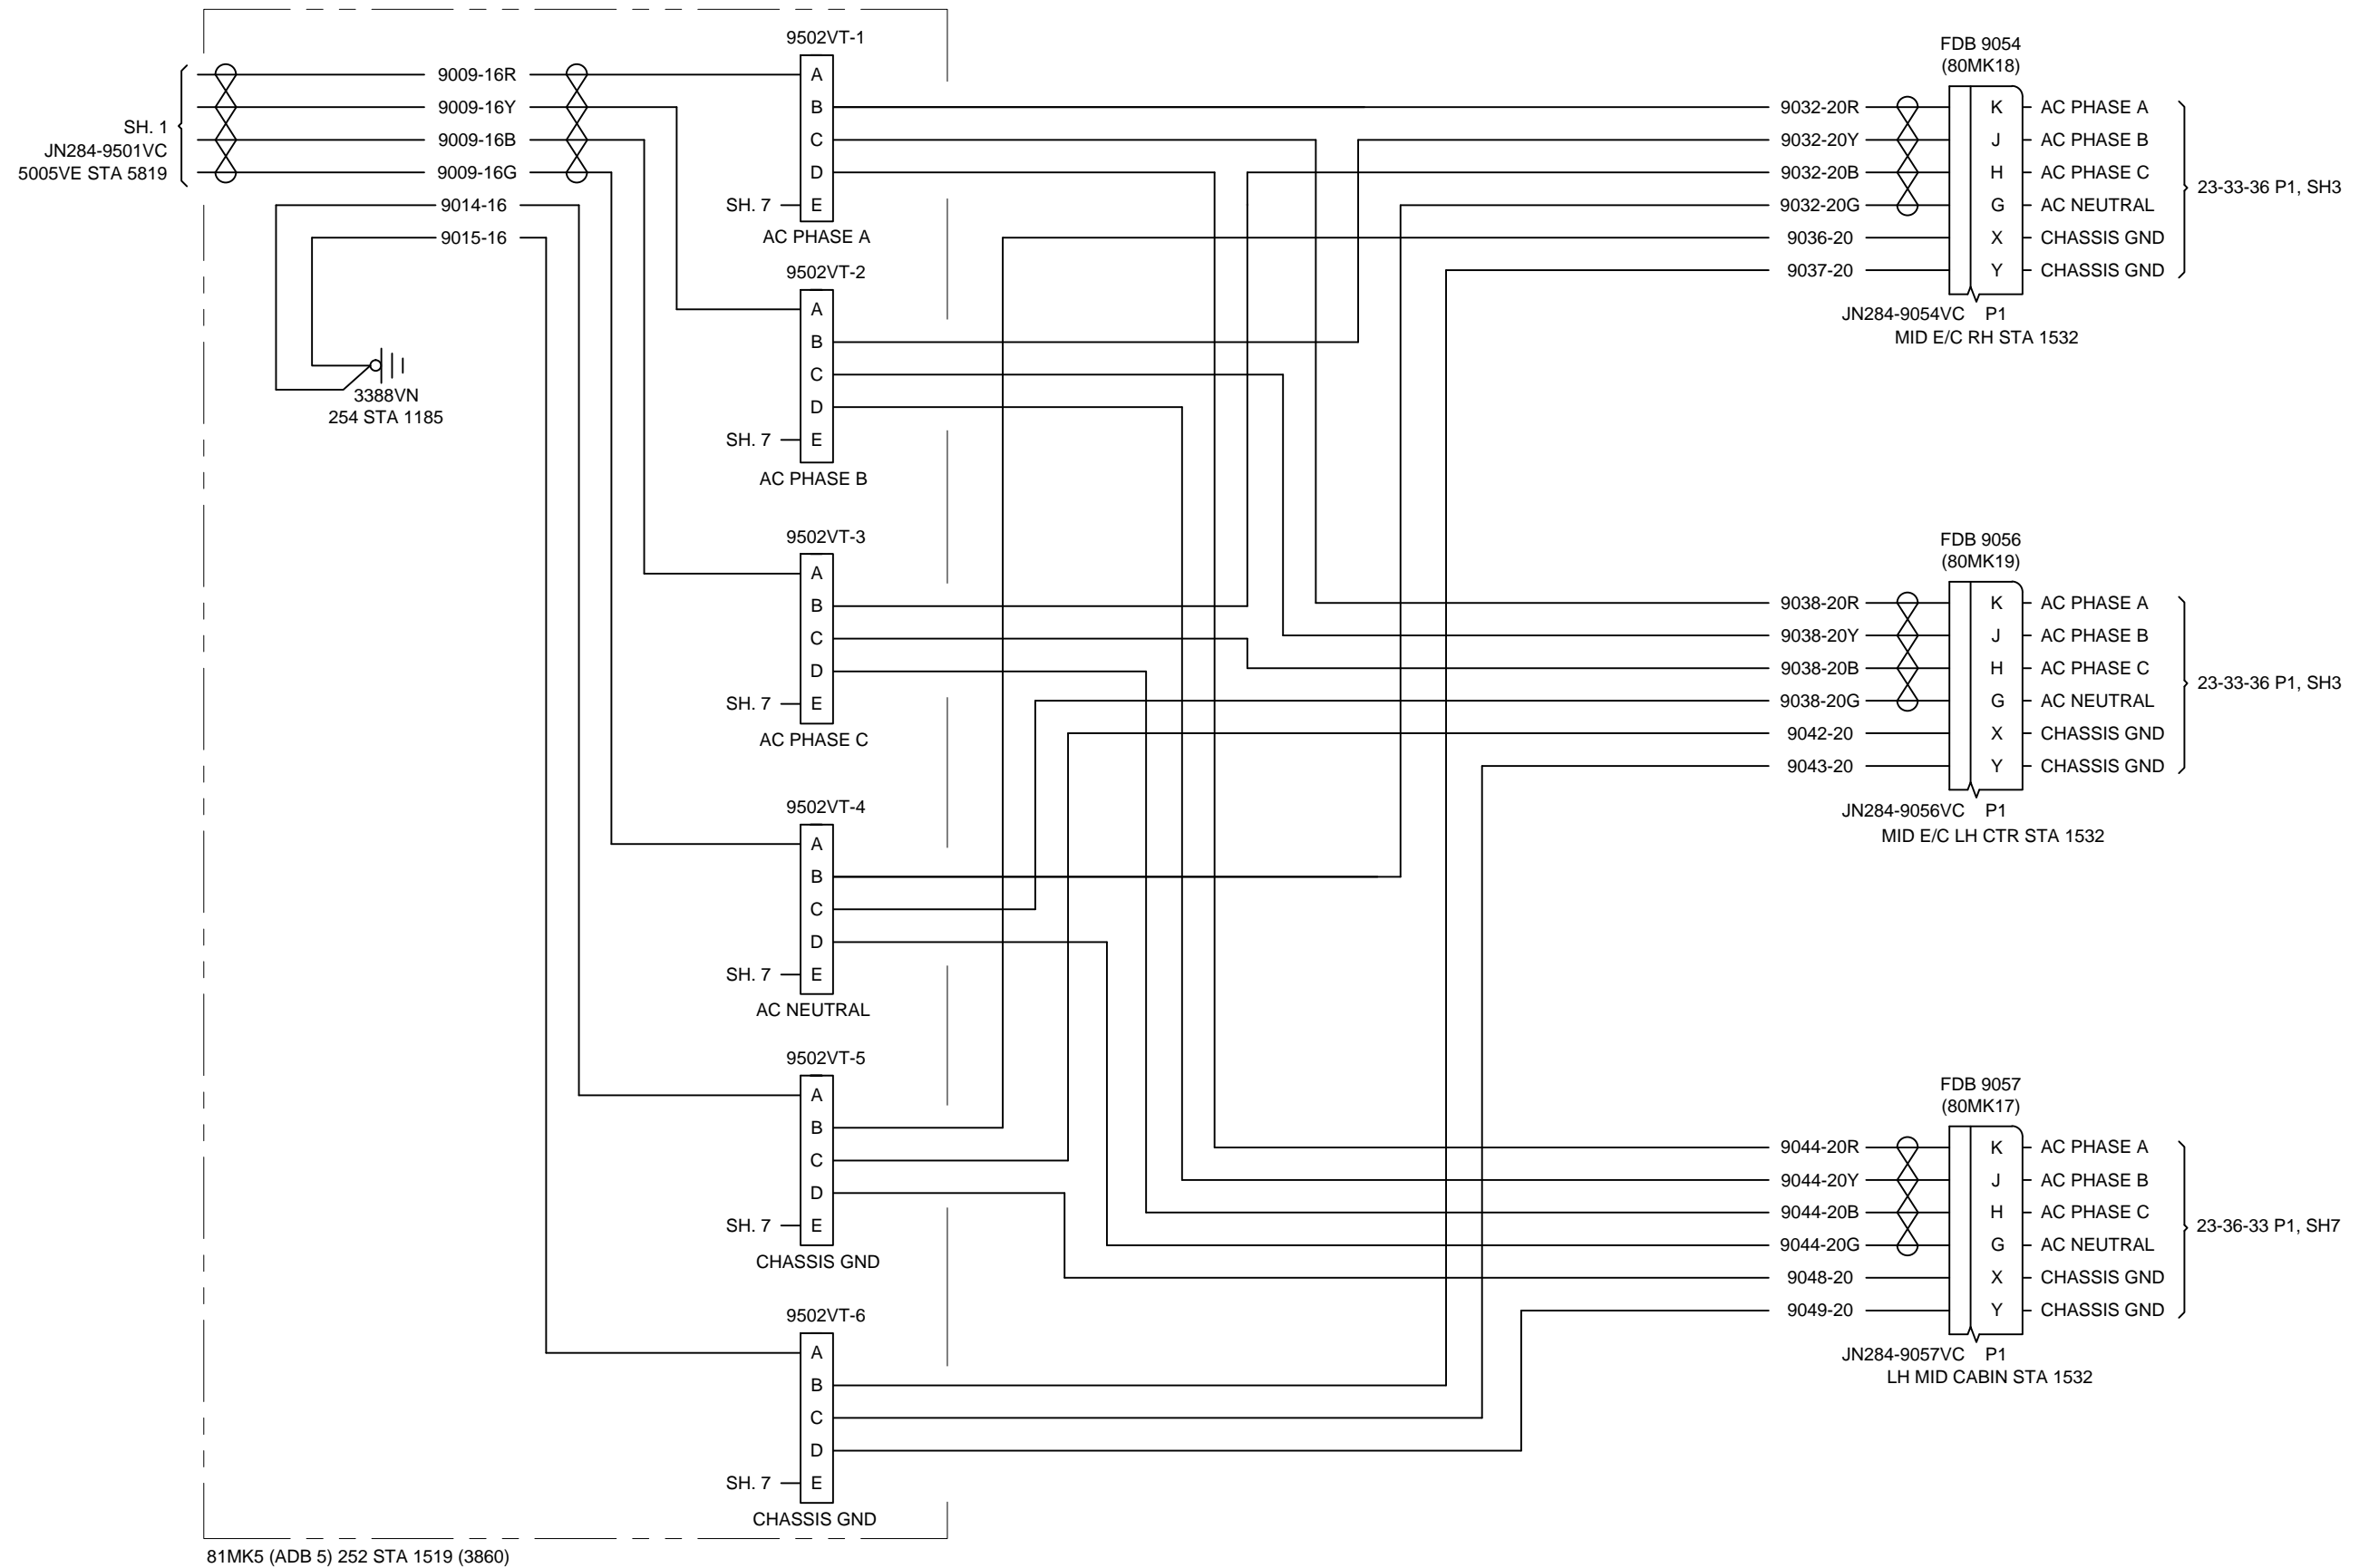 SH. 1
JN284-9501VC
5005VE STA 5819
9009-16R
9009-16Y
9009-16B
9009-16G
9014-16
9015-16
3388VN
254 STA 1185
9502VT-1
A
B
C
D
SH. 7 E
AC PHASE A
9502VT-2
A
B
C
D
SH. 7 E
AC PHASE B
9502VT-3
A
B
C
D
SH. 7 E
AC PHASE C
9502VT-4
A
B
C
D
SH. 7 E
AC NEUTRAL
9502VT-5
A
B
C
D
SH. 7 E
CHASSIS GND
9502VT-6
A
B
C
D
SH. 7 E
CHASSIS GND
81MK5 (ADB 5) 252 STA 1519 (3860)
FDB 9054
(80MK18)
9032-20R K AC PHASE A
9032-20Y J AC PHASE B
9032-20B H AC PHASE C
9032-20G G AC NEUTRAL
9036-20 X CHASSIS GND
9037-20 Y CHASSIS GND
23-33-36 P1, SH3
JN284-9054VC P1
MID E/C RH STA 1532
FDB 9056
(80MK19)
9038-20R K AC PHASE A
9038-20Y J AC PHASE B
9038-20B H AC PHASE C
9038-20G G AC NEUTRAL
9042-20 X CHASSIS GND
9043-20 Y CHASSIS GND
23-33-36 P1, SH3
JN284-9056VC P1
MID E/C LH CTR STA 1532
FDB 9057
(80MK17)
9044-20R K AC PHASE A
9044-20Y J AC PHASE B
9044-20B H AC PHASE C
9044-20G G AC NEUTRAL
9048-20 X CHASSIS GND
9049-20 Y CHASSIS GND
23-36-33 P1, SH7
JN284-9057VC P1
LH MID CABIN STA 1532